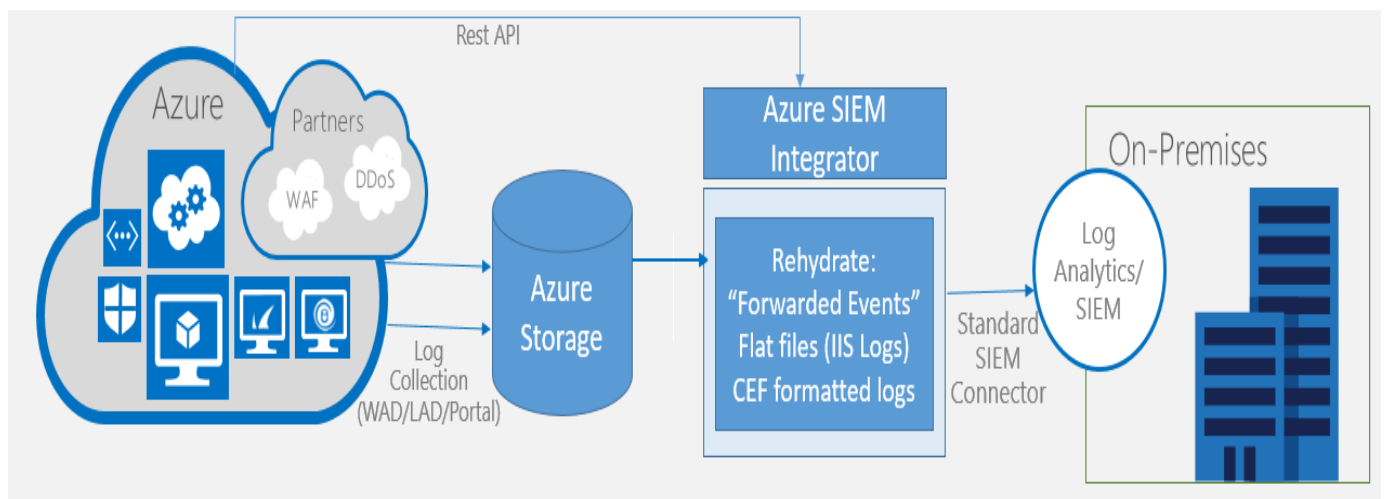 Rest API
Azure
Partners
WAF
DDoS
Log
Collection
(WAD/LAD/Portal)
Azure
Storage
Azure SIEM
Integrator
Rehydrate:
“Forwarded Events”
Flat files (IIS Logs)
CEF formatted logs
Standard
SIEM
Connector
Log
Analytics/
SIEM
On-Premises